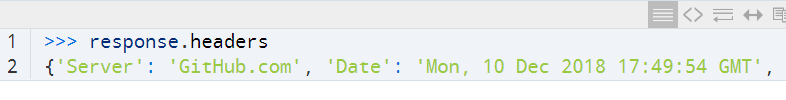 1 >>> response.headers
2 {'Server': 'GitHub.com', 'Date': 'Mon, 10 Dec 2018 17:49:54 GMT',